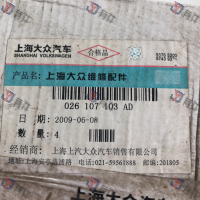 上海大众汽车
SHANGHAI VOLKSWAGEN
合格品
产品名: 上海大众维修配件
026 107 103 AD
日期: 2009-06-08
数量: 4
经销商: 上海上汽大众汽车销售有限公司
电话:021-59561888 邮编:201805